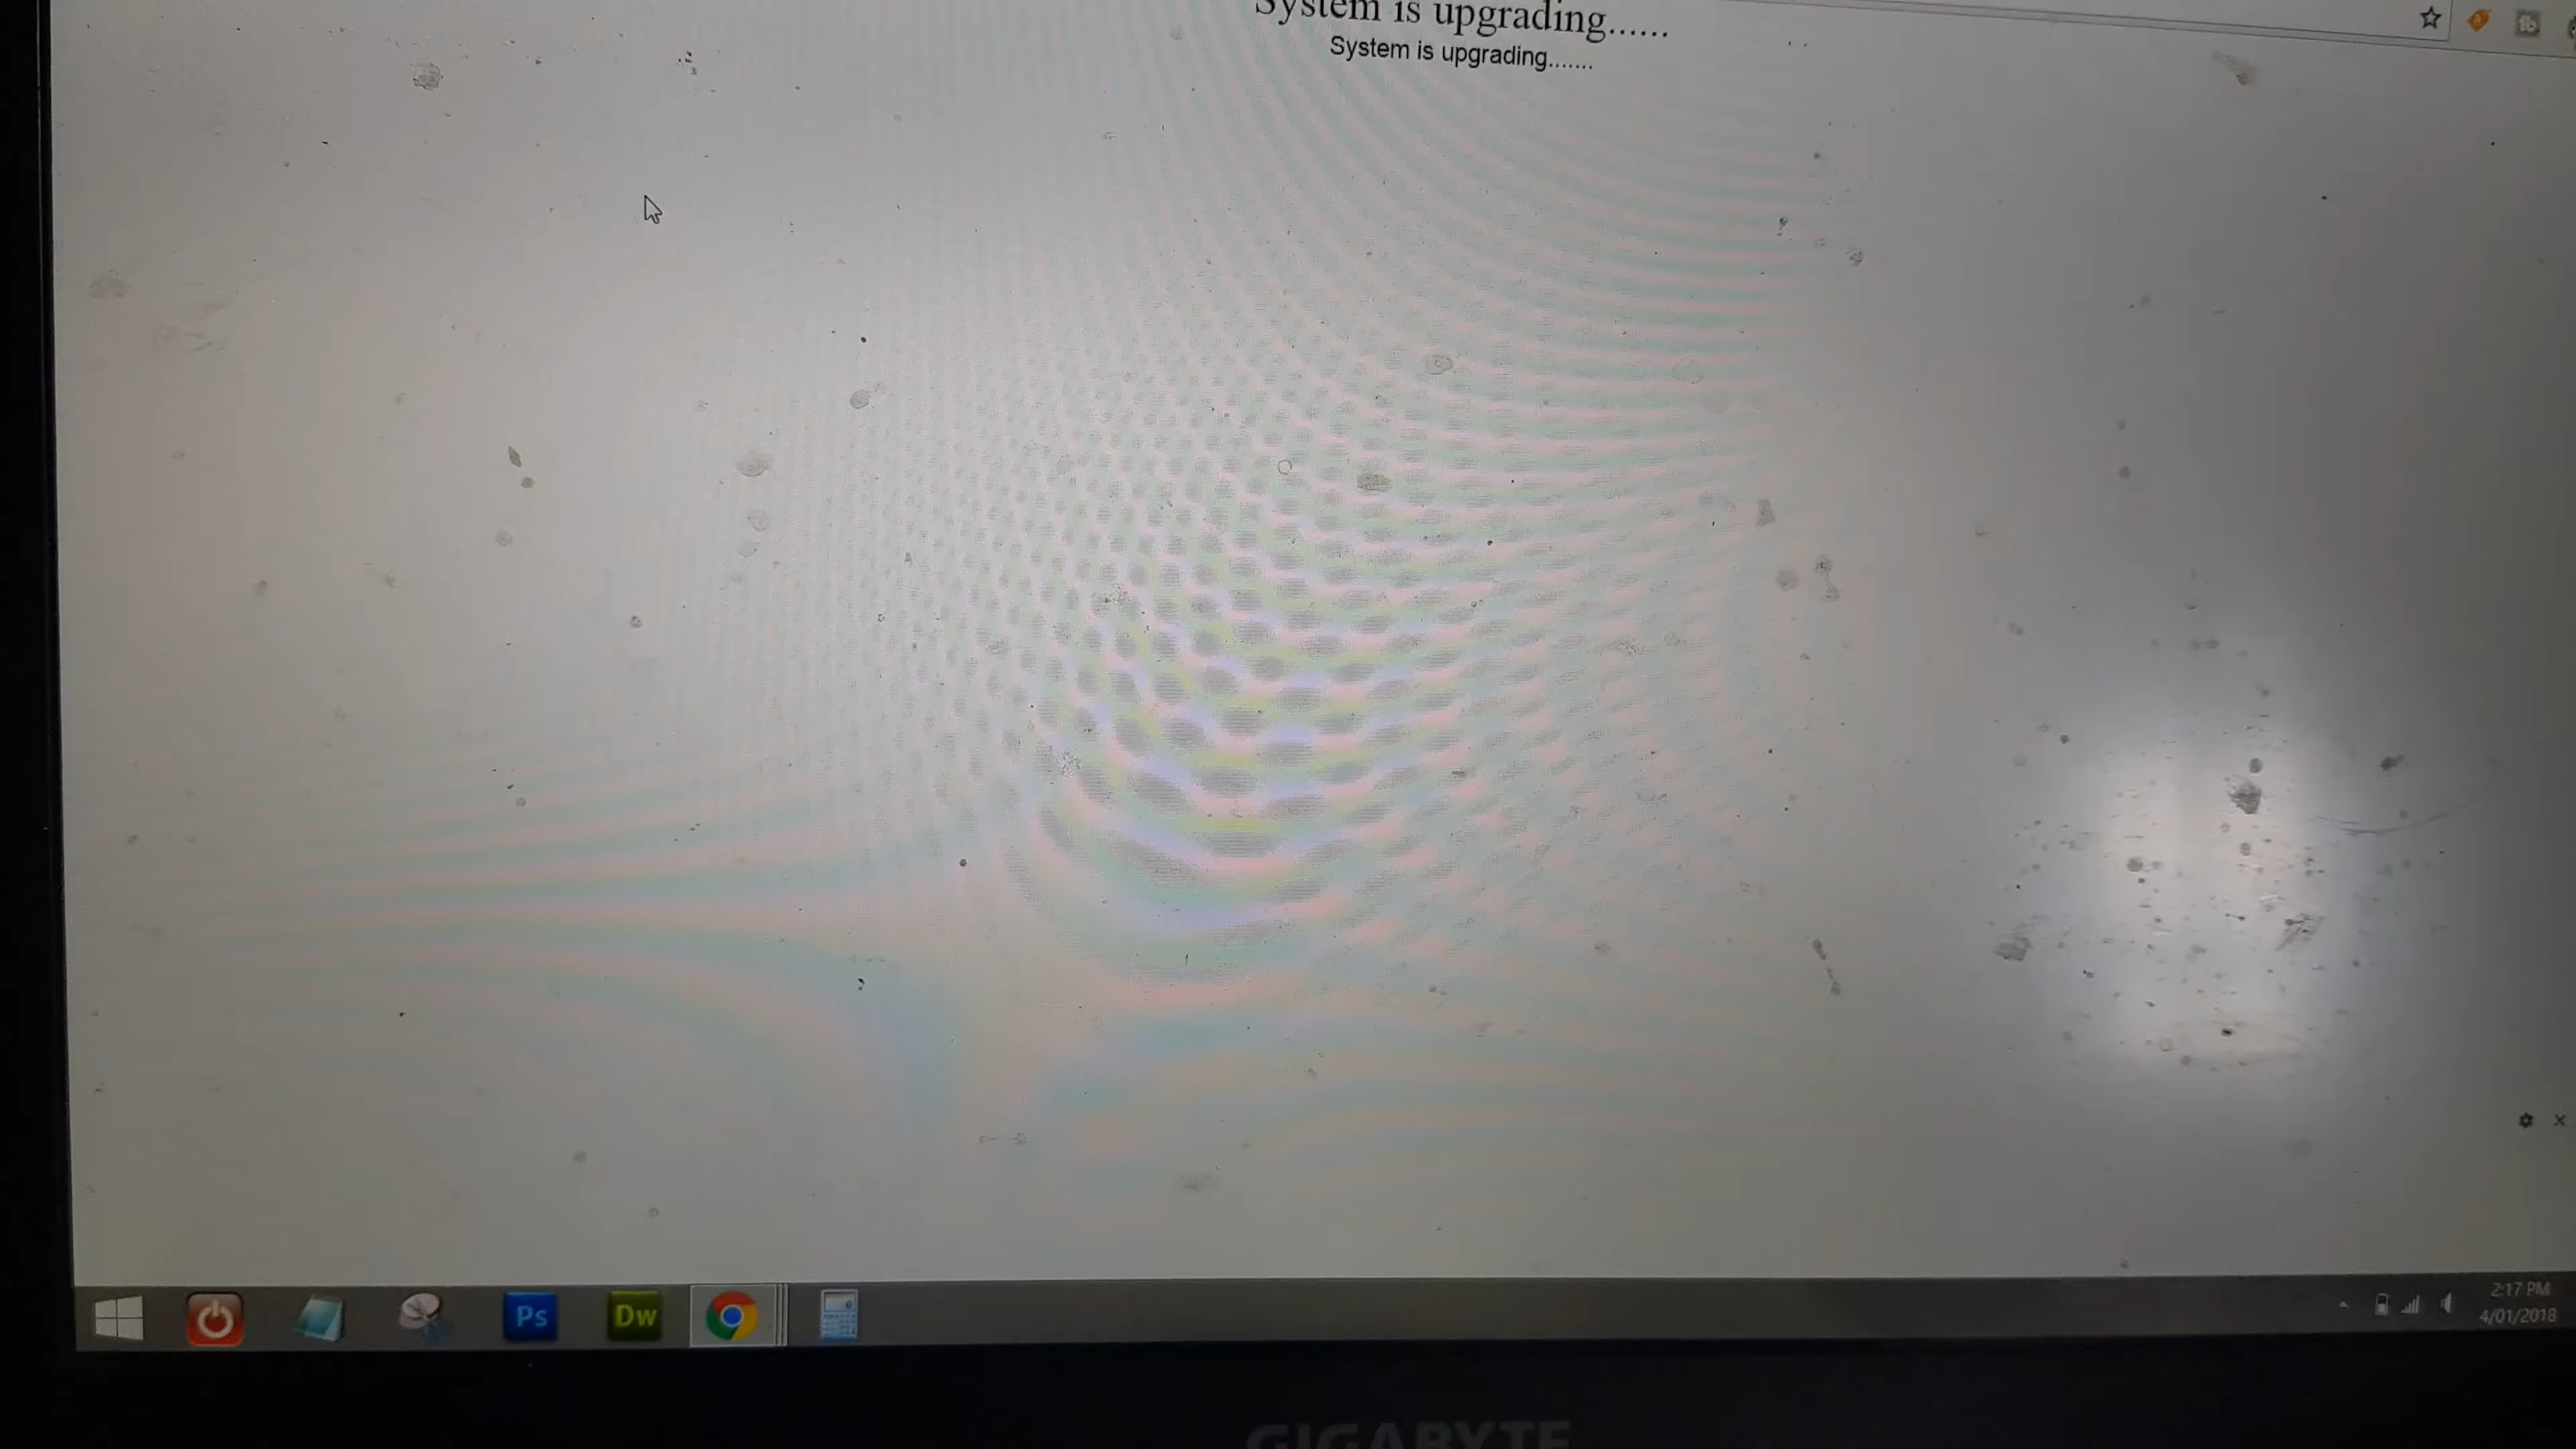 System is upgrading......
System is upgrading.......
Ps
Dw
2:17 PM
4/01/2018
GIGABYTE